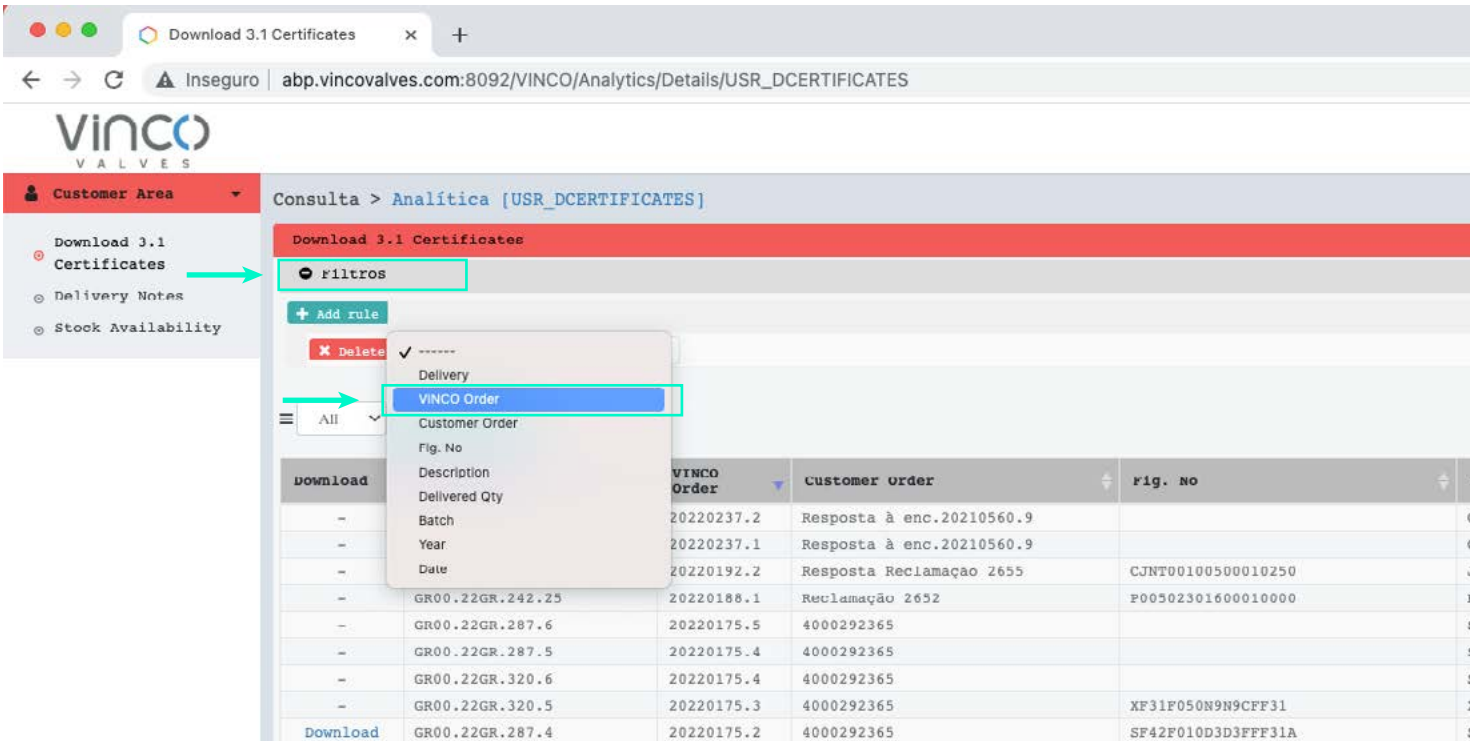 Download 3.1 Certificates
Inseguro abp.vincovalves.com:8092/VINCO/Analytics/Details/USR_DCERTIFICATES
VINCO
VALVES
Customer Area
Consulta > Analítica [USR_DCERTIFICATES]
Download 3.1
Certificates
Delivery Notes
Stock Availability
Download 3.1 Certificates
Filtros
Add rule
Delete
------
Delivery
VINCO Order
Customer Order
Fig. No
Description
Delivered Qty
Batch
Year
Date
All
Download VINCO Order Customer Order Fig. No
- 20220237.2 Resposta à enc.20210560.9
- 20220237.1 Resposta à enc.20210560.9
- 20220192.2 Resposta Reclamação 2655 CJNT00100500010250
- GR00.22GR.242.25 20220188.1 Reclamação 2652 P00502301600010000
- GR00.22GR.287.6 20220175.5 4000292365
- GR00.22GR.287.5 20220175.4 4000292365
- GR00.22GR.320.6 20220175.4 4000292365
- GR00.22GR.320.5 20220175.3 4000292365 XF31F050N9N9CFF31
Download GR00.22GR.287.4 20220175.2 4000292365 SF42F010D3D3FFF31A